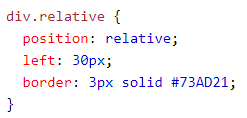 div.relative {
  position: relative;
  left: 30px;
  border: 3px solid #73AD21;
}